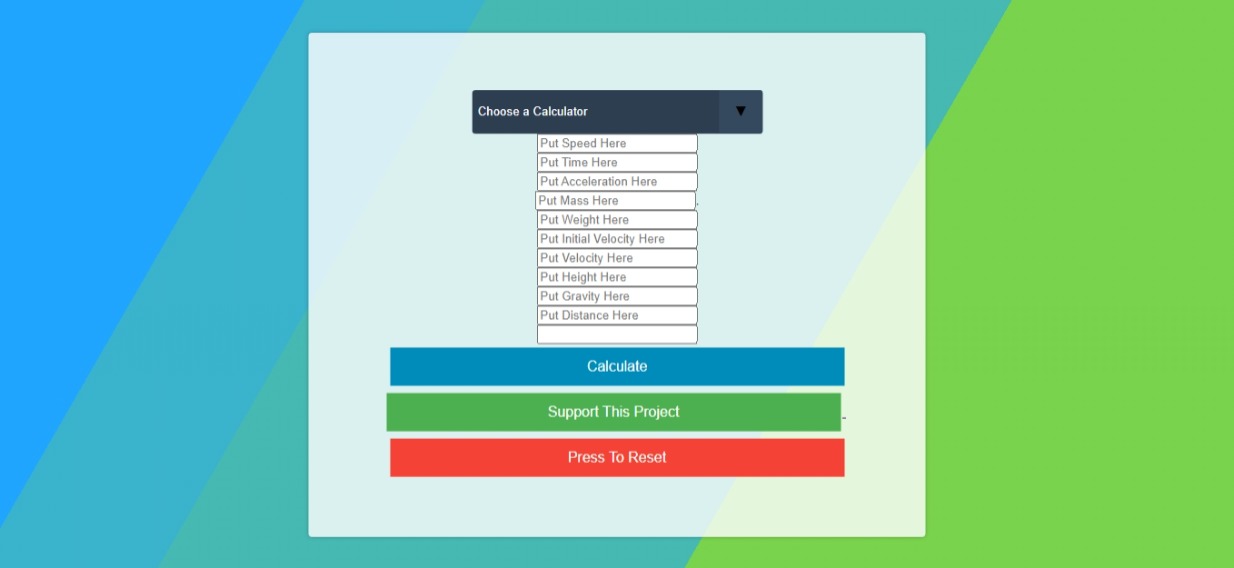 Choose a Calculator ▼
Put Speed Here
Put Time Here
Put Acceleration Here
Put Mass Here .
Put Weight Here
Put Initial Velocity Here
Put Velocity Here
Put Height Here
Put Gravity Here
Put Distance Here
Calculate
Support This Project
Press To Reset